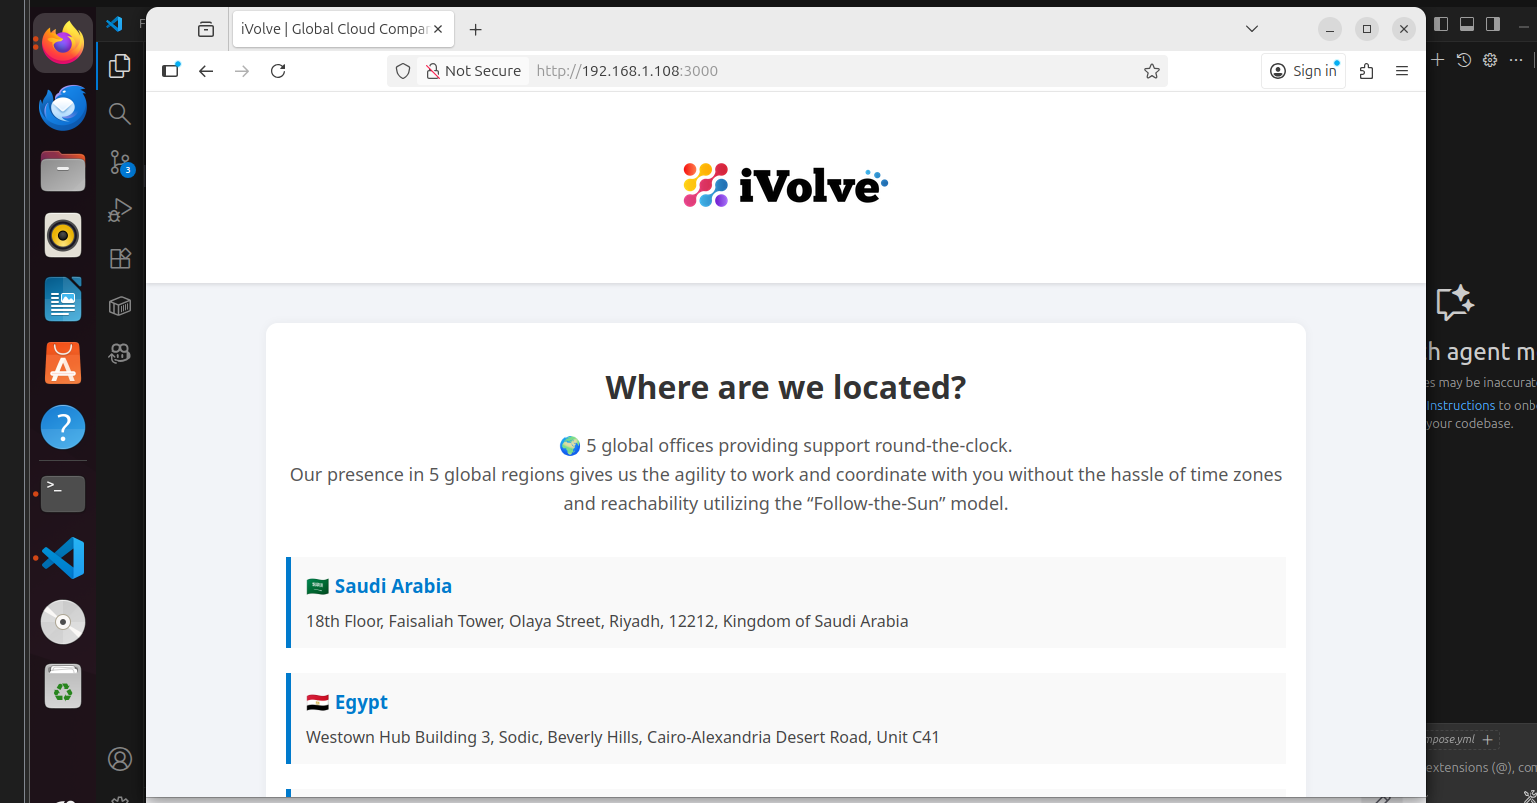 iVolve | Global Cloud Compar
Not Secure
http://192.168.1.108:3000
Sign in
iVolve
Where are we located?
🌍 5 global offices providing support round-the-clock.
Our presence in 5 global regions gives us the agility to work and coordinate with you without the hassle of time zones
and reachability utilizing the “Follow-the-Sun” model.
🇸🇦 Saudi Arabia
18th Floor, Faisaliah Tower, Olaya Street, Riyadh, 12212, Kingdom of Saudi Arabia
🇪🇬 Egypt
Westown Hub Building 3, Sodic, Beverly Hills, Cairo-Alexandria Desert Road, Unit C41
F
3
h agent m
es may be inaccurat
Instructions to onb
your codebase.
mpose.yml
extensions (@), com